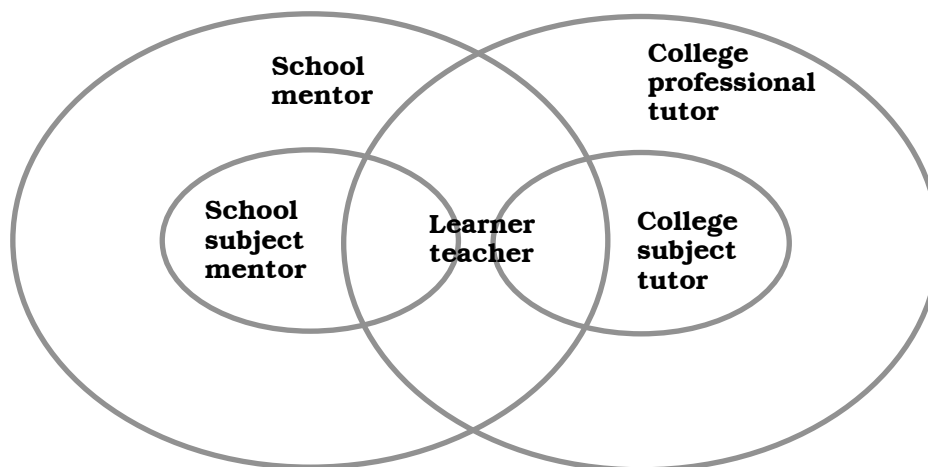 School
mentor
College
professional
tutor
School
subject
mentor
Learner
teacher
College
subject
tutor